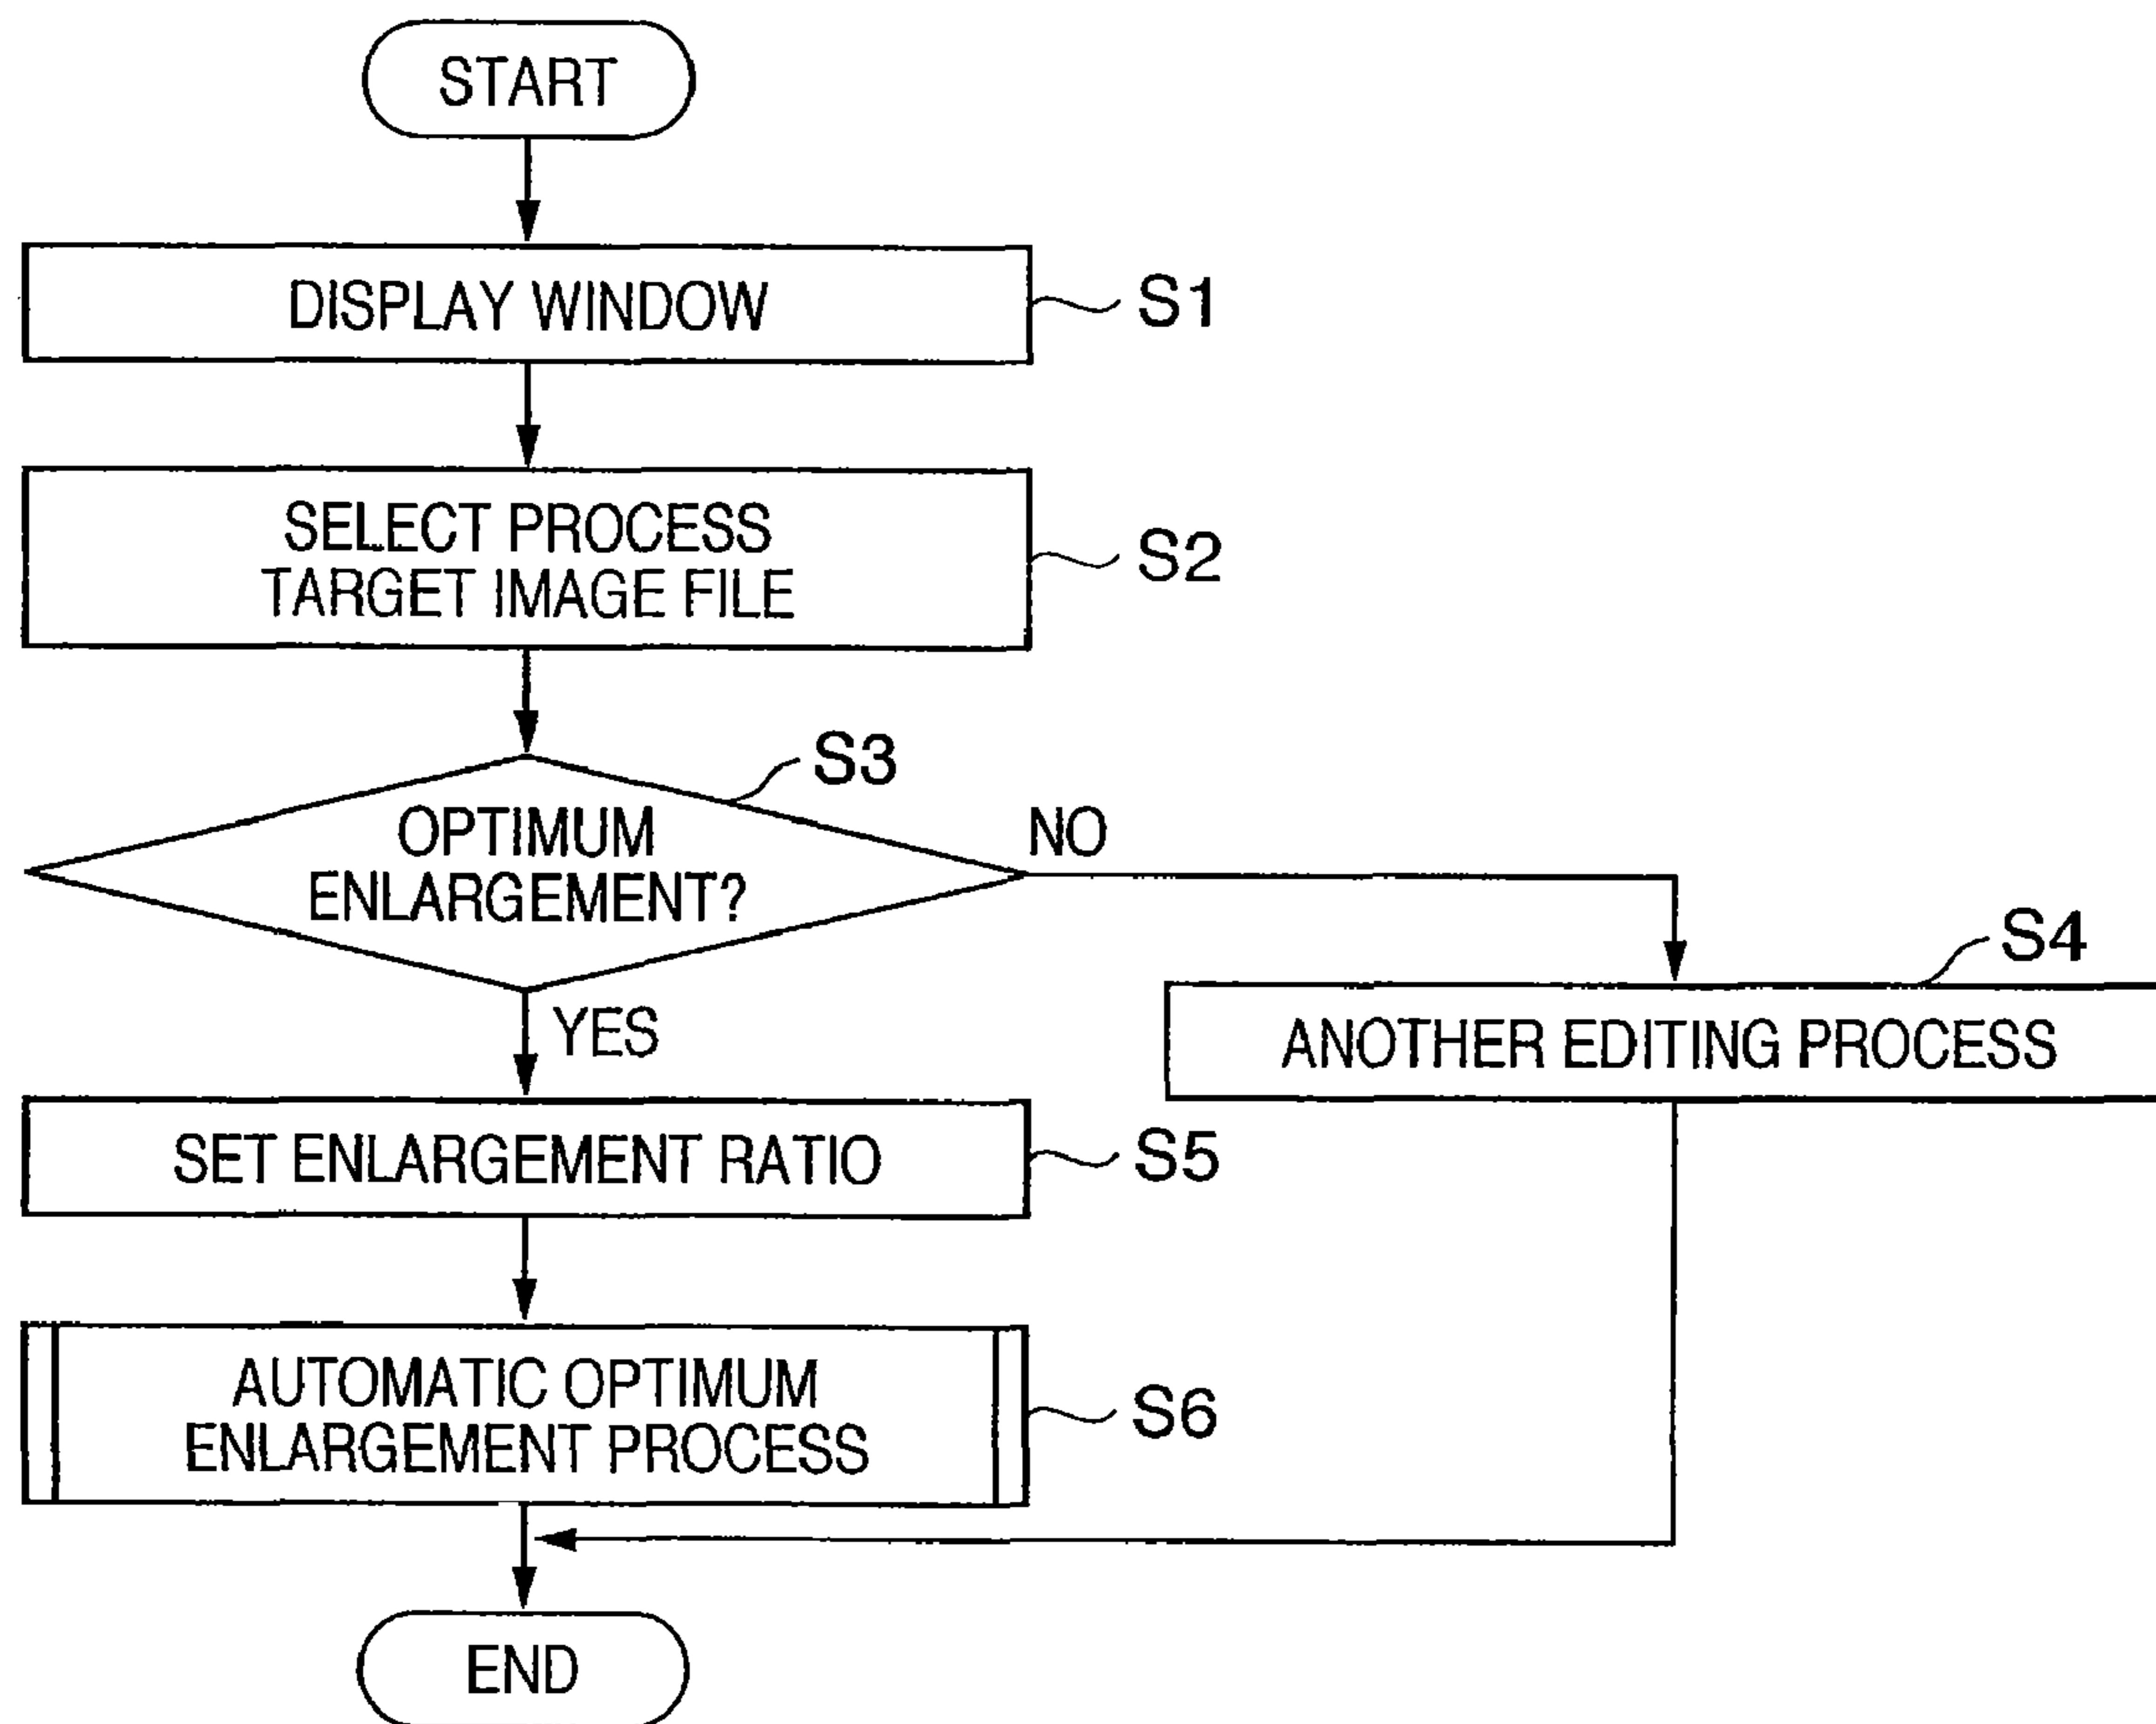 START
DISPLAY WINDOW
S1
SELECT PROCESS
TARGET IMAGE FILE
S2
S3
OPTIMUM
ENLARGEMENT?
NO
YES
S4
ANOTHER EDITING PROCESS
SET ENLARGEMENT RATIO
S5
AUTOMATIC OPTIMUM
ENLARGEMENT PROCESS
S6
END